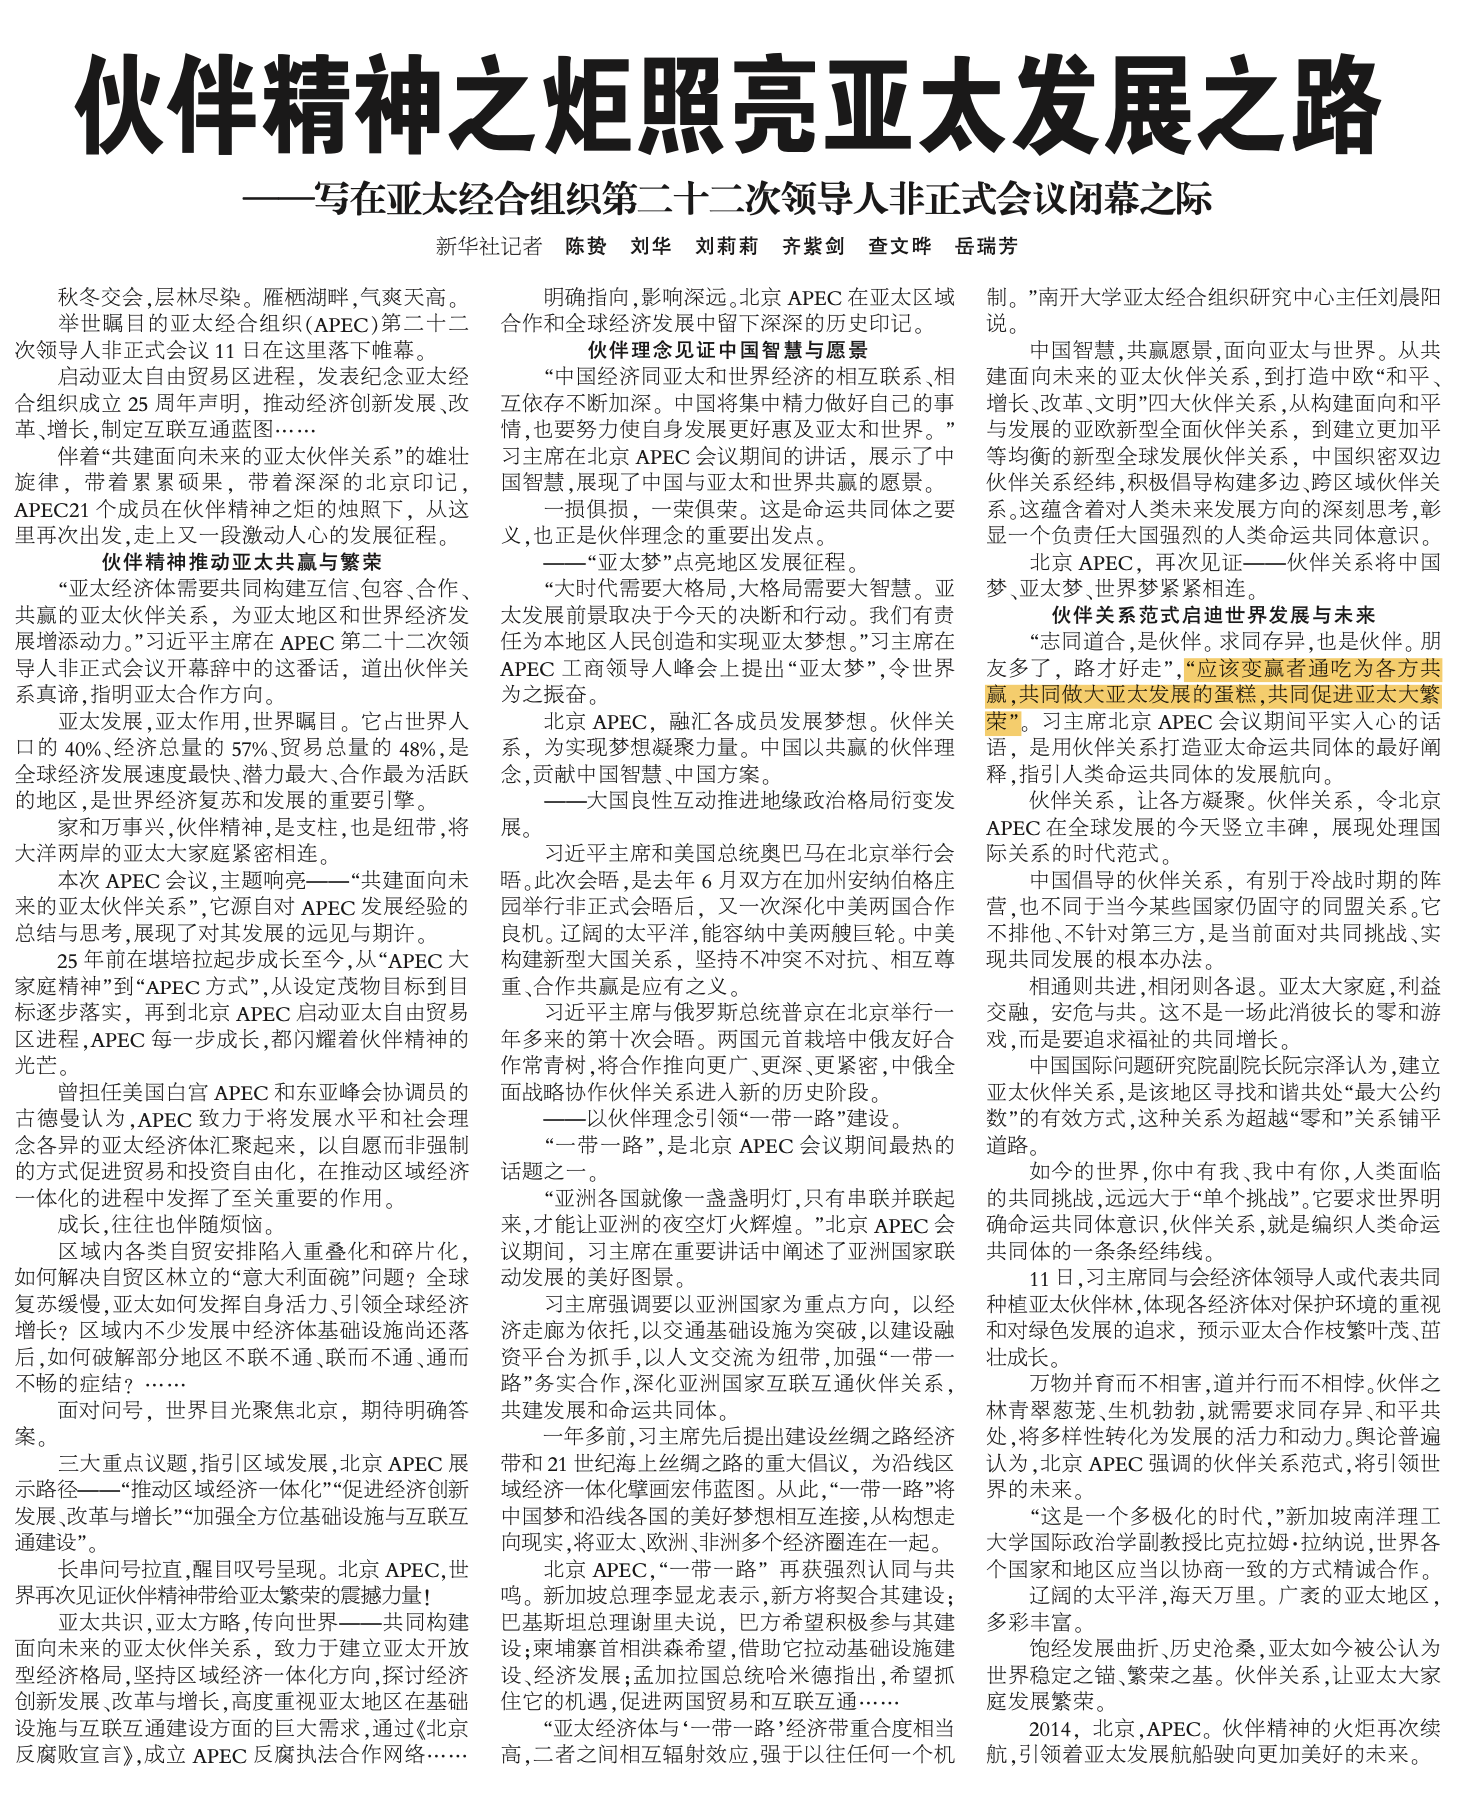 伙伴精神之炬照亮亚太发展之路
——写在亚太经合组织第二十二次领导人非正式会议闭幕之际
新华社记者　陈贽　刘华　刘莉莉　齐紫剑　查文晔　岳瑞芳
秋冬交会,层林尽染。雁栖湖畔,气爽天高。
举世瞩目的亚太经合组织(APEC)第二十二
次领导人非正式会议 11 日在这里落下帷幕。
启动亚太自由贸易区进程，发表纪念亚太经
合组织成立 25 周年声明，推动经济创新发展、改
革、增长,制定互联互通蓝图……
伴着“共建面向未来的亚太伙伴关系”的雄壮
旋律，带着累累硕果，带着深深的北京印记，
APEC21 个成员在伙伴精神之炬的烛照下，从这
里再次出发,走上又一段激动人心的发展征程。
伙伴精神推动亚太共赢与繁荣
“亚太经济体需要共同构建互信、包容、合作、
共赢的亚太伙伴关系，为亚太地区和世界经济发
展增添动力。”习近平主席在 APEC 第二十二次领
导人非正式会议开幕辞中的这番话，道出伙伴关
系真谛,指明亚太合作方向。
亚太发展,亚太作用,世界瞩目。它占世界人
口的 40%、经济总量的 57%、贸易总量的 48%,是
全球经济发展速度最快、潜力最大、合作最为活跃
的地区,是世界经济复苏和发展的重要引擎。
家和万事兴,伙伴精神,是支柱,也是纽带,将
大洋两岸的亚太大家庭紧密相连。
本次 APEC 会议,主题响亮——“共建面向未
来的亚太伙伴关系”,它源自对 APEC 发展经验的
总结与思考,展现了对其发展的远见与期许。
25 年前在堪培拉起步成长至今,从“APEC 大
家庭精神”到“APEC 方式”,从设定茂物目标到目
标逐步落实，再到北京 APEC 启动亚太自由贸易
区进程,APEC 每一步成长,都闪耀着伙伴精神的
光芒。
曾担任美国白宫 APEC 和东亚峰会协调员的
古德曼认为,APEC 致力于将发展水平和社会理
念各异的亚太经济体汇聚起来，以自愿而非强制
的方式促进贸易和投资自由化，在推动区域经济
一体化的进程中发挥了至关重要的作用。
成长,往往也伴随烦恼。
区域内各类自贸安排陷入重叠化和碎片化，
如何解决自贸区林立的“意大利面碗”问题？全球
复苏缓慢,亚太如何发挥自身活力、引领全球经济
增长？区域内不少发展中经济体基础设施尚还落
后,如何破解部分地区不联不通、联而不通、通而
不畅的症结？……
面对问号，世界目光聚焦北京，期待明确答
案。
三大重点议题,指引区域发展,北京 APEC 展
示路径——“推动区域经济一体化”“促进经济创新
发展、改革与增长”“加强全方位基础设施与互联互
通建设”。
长串问号拉直,醒目叹号呈现。北京 APEC,世
界再次见证伙伴精神带给亚太繁荣的震撼力量！
亚太共识,亚太方略,传向世界——共同构建
面向未来的亚太伙伴关系，致力于建立亚太开放
型经济格局,坚持区域经济一体化方向,探讨经济
创新发展、改革与增长,高度重视亚太地区在基础
设施与互联互通建设方面的巨大需求,通过《北京
反腐败宣言》,成立 APEC 反腐执法合作网络……
明确指向,影响深远。北京 APEC 在亚太区域
合作和全球经济发展中留下深深的历史印记。
伙伴理念见证中国智慧与愿景
“中国经济同亚太和世界经济的相互联系、相
互依存不断加深。中国将集中精力做好自己的事
情,也要努力使自身发展更好惠及亚太和世界。”
习主席在北京 APEC 会议期间的讲话，展示了中
国智慧,展现了中国与亚太和世界共赢的愿景。
一损俱损，一荣俱荣。这是命运共同体之要
义,也正是伙伴理念的重要出发点。
——“亚太梦”点亮地区发展征程。
“大时代需要大格局,大格局需要大智慧。亚
太发展前景取决于今天的决断和行动。我们有责
任为本地区人民创造和实现亚太梦想。”习主席在
APEC 工商领导人峰会上提出“亚太梦”,令世界
为之振奋。
北京 APEC，融汇各成员发展梦想。伙伴关
系，为实现梦想凝聚力量。中国以共赢的伙伴理
念,贡献中国智慧、中国方案。
——大国良性互动推进地缘政治格局衍变发
展。
习近平主席和美国总统奥巴马在北京举行会
晤。此次会晤,是去年 6 月双方在加州安纳伯格庄
园举行非正式会晤后，又一次深化中美两国合作
良机。辽阔的太平洋,能容纳中美两艘巨轮。中美
构建新型大国关系，坚持不冲突不对抗、相互尊
重、合作共赢是应有之义。
习近平主席与俄罗斯总统普京在北京举行一
年多来的第十次会晤。两国元首栽培中俄友好合
作常青树,将合作推向更广、更深、更紧密,中俄全
面战略协作伙伴关系进入新的历史阶段。
——以伙伴理念引领“一带一路”建设。
“一带一路”,是北京 APEC 会议期间最热的
话题之一。
“亚洲各国就像一盏盏明灯,只有串联并联起
来,才能让亚洲的夜空灯火辉煌。”北京 APEC 会
议期间，习主席在重要讲话中阐述了亚洲国家联
动发展的美好图景。
习主席强调要以亚洲国家为重点方向，以经
济走廊为依托,以交通基础设施为突破,以建设融
资平台为抓手,以人文交流为纽带,加强“一带一
路”务实合作,深化亚洲国家互联互通伙伴关系，
共建发展和命运共同体。
一年多前,习主席先后提出建设丝绸之路经济
带和 21 世纪海上丝绸之路的重大倡议，为沿线区
域经济一体化擘画宏伟蓝图。从此,“一带一路”将
中国梦和沿线各国的美好梦想相互连接,从构想走
向现实,将亚太、欧洲、非洲多个经济圈连在一起。
北京 APEC,“一带一路” 再获强烈认同与共
鸣。新加坡总理李显龙表示,新方将契合其建设；
巴基斯坦总理谢里夫说，巴方希望积极参与其建
设；柬埔寨首相洪森希望,借助它拉动基础设施建
设、经济发展；孟加拉国总统哈米德指出,希望抓
住它的机遇,促进两国贸易和互联互通……
“亚太经济体与‘一带一路’经济带重合度相当
高,二者之间相互辐射效应,强于以往任何一个机
制。”南开大学亚太经合组织研究中心主任刘晨阳
说。
中国智慧,共赢愿景,面向亚太与世界。从共
建面向未来的亚太伙伴关系,到打造中欧“和平、
增长、改革、文明”四大伙伴关系,从构建面向和平
与发展的亚欧新型全面伙伴关系，到建立更加平
等均衡的新型全球发展伙伴关系，中国织密双边
伙伴关系经纬,积极倡导构建多边、跨区域伙伴关
系。这蕴含着对人类未来发展方向的深刻思考,彰
显一个负责任大国强烈的人类命运共同体意识。
北京 APEC，再次见证——伙伴关系将中国
梦、亚太梦、世界梦紧紧相连。
伙伴关系范式启迪世界发展与未来
“志同道合,是伙伴。求同存异,也是伙伴。朋
友多了，路才好走”,“应该变赢者通吃为各方共
赢,共同做大亚太发展的蛋糕,共同促进亚太大繁
荣”。习主席北京 APEC 会议期间平实入心的话
语，是用伙伴关系打造亚太命运共同体的最好阐
释,指引人类命运共同体的发展航向。
伙伴关系，让各方凝聚。伙伴关系，令北京
APEC 在全球发展的今天竖立丰碑，展现处理国
际关系的时代范式。
中国倡导的伙伴关系，有别于冷战时期的阵
营,也不同于当今某些国家仍固守的同盟关系。它
不排他、不针对第三方,是当前面对共同挑战、实
现共同发展的根本办法。
相通则共进,相闭则各退。亚太大家庭,利益
交融，安危与共。这不是一场此消彼长的零和游
戏,而是要追求福祉的共同增长。
中国国际问题研究院副院长阮宗泽认为,建立
亚太伙伴关系,是该地区寻找和谐共处“最大公约
数”的有效方式,这种关系为超越“零和”关系铺平
道路。
如今的世界,你中有我、我中有你,人类面临
的共同挑战,远远大于“单个挑战”。它要求世界明
确命运共同体意识,伙伴关系,就是编织人类命运
共同体的一条条经纬线。
11 日,习主席同与会经济体领导人或代表共同
种植亚太伙伴林,体现各经济体对保护环境的重视
和对绿色发展的追求，预示亚太合作枝繁叶茂、茁
壮成长。
万物并育而不相害,道并行而不相悖。伙伴之
林青翠葱茏、生机勃勃,就需要求同存异、和平共
处,将多样性转化为发展的活力和动力。舆论普遍
认为,北京 APEC 强调的伙伴关系范式,将引领世
界的未来。
“这是一个多极化的时代,”新加坡南洋理工
大学国际政治学副教授比克拉姆·拉纳说,世界各
个国家和地区应当以协商一致的方式精诚合作。
辽阔的太平洋,海天万里。广袤的亚太地区，
多彩丰富。
饱经发展曲折、历史沧桑,亚太如今被公认为
世界稳定之锚、繁荣之基。伙伴关系,让亚太大家
庭发展繁荣。
2014，北京,APEC。伙伴精神的火炬再次续
航,引领着亚太发展航船驶向更加美好的未来。